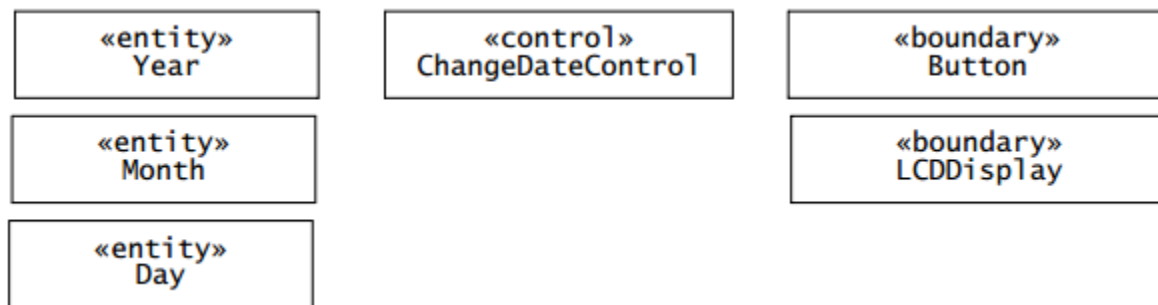 «entity»
Year
«control»
ChangeDateControl
«boundary»
Button
«entity»
Month
«boundary»
LCDDisplay
«entity»
Day